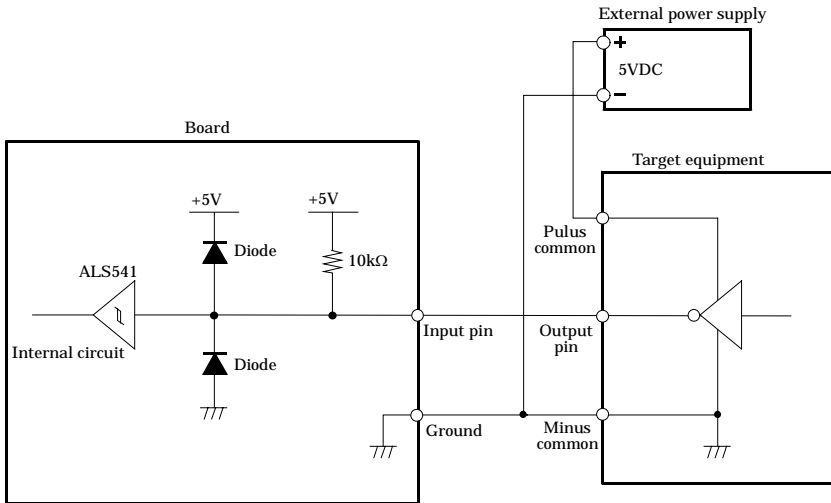 External power supply
+
5VDC
−
Board
Target equipment
+5V
+5V
Diode
10kΩ
Pulus
common
ALS541
Input pin
Output
pin
Internal circuit
Diode
Ground
Minus
common